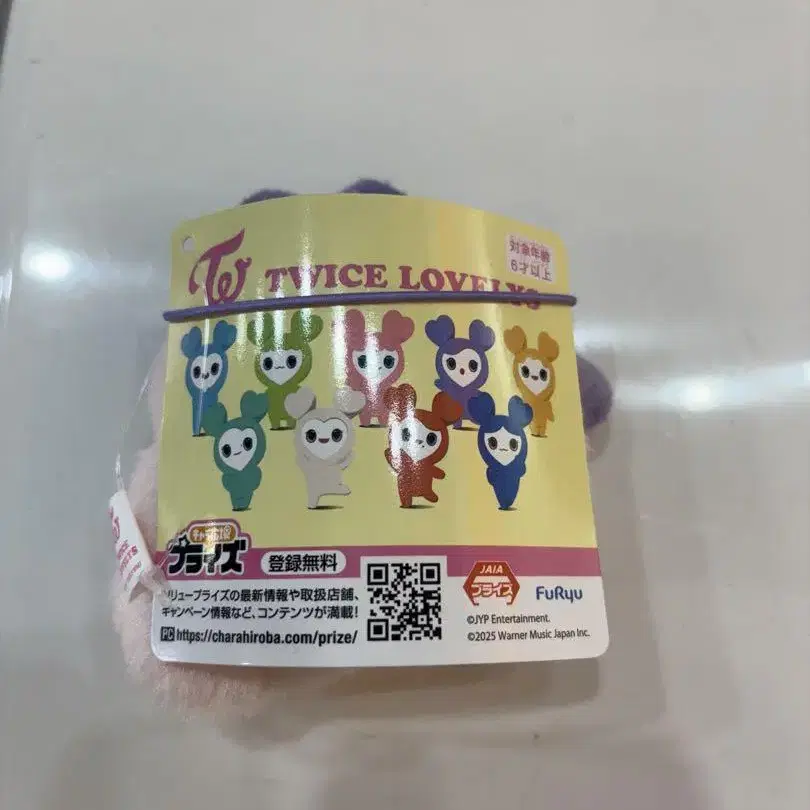 TWICE LOVELYS
対象年齢
6才以上
プライズ
登録無料
リュープライズの最新情報や取扱店舗、
キャンペーン情報など、コンテンツが満載!
PC https://charahiroba.com/prize/
JAIA
プライズ
FuRyu
©JYP Entertainment.
©2025 Warner Music Japan Inc.
TWICE